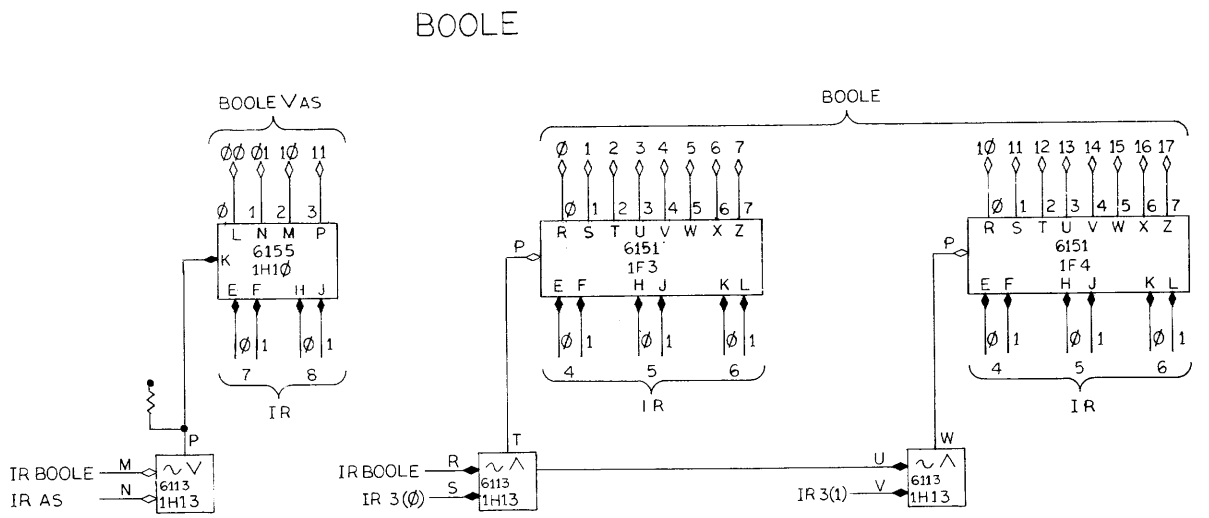 BOOLE
BOOLE V AS
BOOLE
ØØ Ø1 1Ø 11
Ø 1 2 3 4 5 6 7
1Ø 11 12 13 14 15 16 17
Ø 1 2 3
Ø 1 2 3 4 5 6 7
Ø 1 2 3 4 5 6 7
L N M P
R S T U V W X Z
R S T U V W X Z
K
6155
1H1Ø
P
6151
1F3
P
6151
1F4
E F H J
E F H J K L
E F H J K L
Ø 1 Ø 1
Ø 1 Ø 1 Ø 1
Ø 1 Ø 1 Ø 1
7 8
4 5 6
4 5 6
IR
IR
IR
P
T
W
IR BOOLE M
~ V
IR AS N
6113
1H13
IR BOOLE R
~ Λ
IR 3(Ø) S
6113
1H13
U
~ Λ
IR 3(1) V
6113
1H13